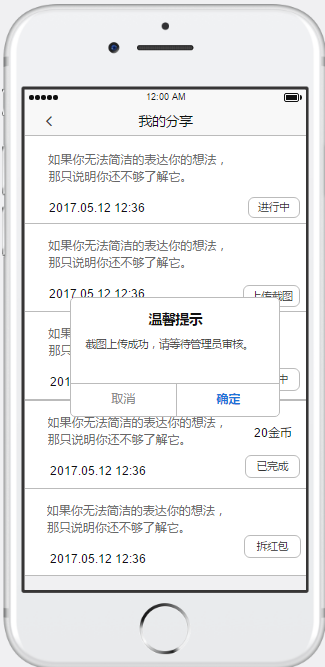 12:00 AM
我的分享
如果你无法简洁的表达你的想法，
那只说明你还不够了解它。
2017.05.12 12:36
进行中
如果你无法简洁的表达你的想法，
那只说明你还不够了解它。
2017.05.12 12:36
上传截图
温馨提示
截图上传成功，请等待管理员审核。
中
取消
确定
如果你无法简洁的表达你的想法，
那只说明你还不够了解它。
20金币
2017.05.12 12:36
已完成
如果你无法简洁的表达你的想法，
那只说明你还不够了解它。
2017.05.12 12:36
拆红包